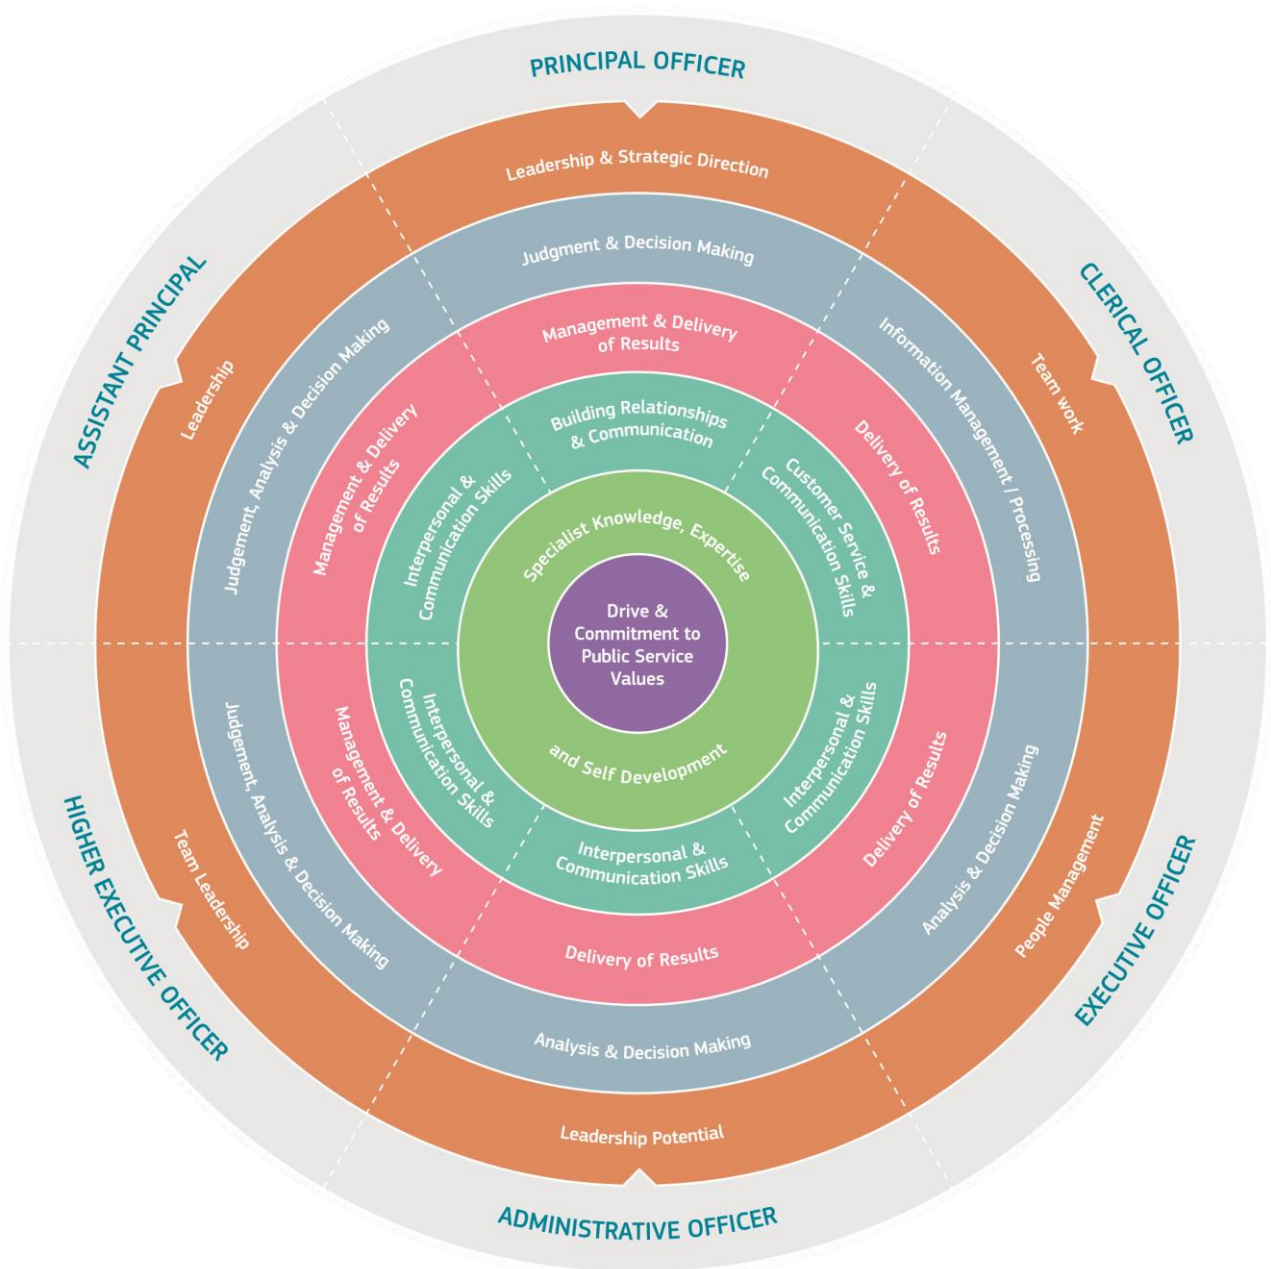 PRINCIPAL OFFICER
Leadership & Strategic Direction
Judgment & Decision Making
Management & Delivery
of Results
Building Relationships
& Communication
CLERICAL OFFICER
Team work
Information Management / Processing
Delivery of Results
Customer Service &
Communication Skills
EXECUTIVE OFFICER
People Management
Analysis & Decision Making
Delivery of Results
Interpersonal &
Communication Skills
ADMINISTRATIVE OFFICER
Leadership Potential
Analysis & Decision Making
Delivery of Results
Interpersonal &
Communication Skills
HIGHER EXECUTIVE OFFICER
Team Leadership
Judgement, Analysis & Decision Making
Management & Delivery
of Results
Interpersonal &
Communication Skills
ASSISTANT PRINCIPAL
Leadership
Judgement, Analysis & Decision Making
Management & Delivery
of Results
Interpersonal &
Communication Skills
Specialist Knowledge, Expertise
and Self Development
Drive &
Commitment to
Public Service
Values